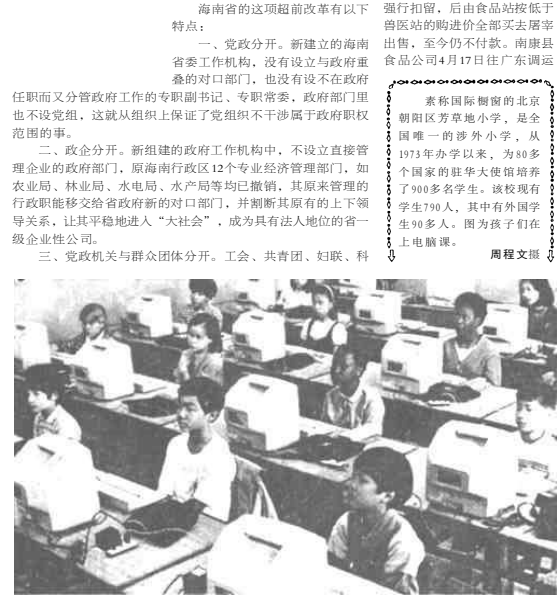 海南省的这项超前改革有以下
特点：
一、党政分开。新建立的海南
省委工作机构，没有设立与政府重
叠的对口部门，也没有设不在政府
任职而又分管政府工作的专职副书记、专职常委，政府部门里
也不设党组，这就从组织上保证了党组织不干涉属于政府职权
范围的事。
二、政企分开。新组建的政府工作机构中，不设立直接管
理企业的政府部门，原海南行政区12个专业经济管理部门，如
农业局、林业局、水电局、水产局等均已撤销，其原来管理的
行政职能移交给省政府新的对口部门，并割断其原有的上下领
导关系，让其平稳地进入“大社会”，成为具有法人地位的省一
级企业性公司。
三、党政机关与群众团体分开。工会、共青团、妇联、科
强行扣留，后由食品站按低于
兽医站的购进价全部买去屠宰
出售，至今仍不付款。南康县
食品公司4月17日往广东调运
素称国际橱窗的北京
朝阳区芳草地小学，是全
国唯一的涉外小学，从
1973年办学以来，为80多
个国家的驻华大使馆培养
了900多名学生。该校现有
学生790人，其中有外国学
生90多人。图为孩子们在
上电脑课。
周程文摄